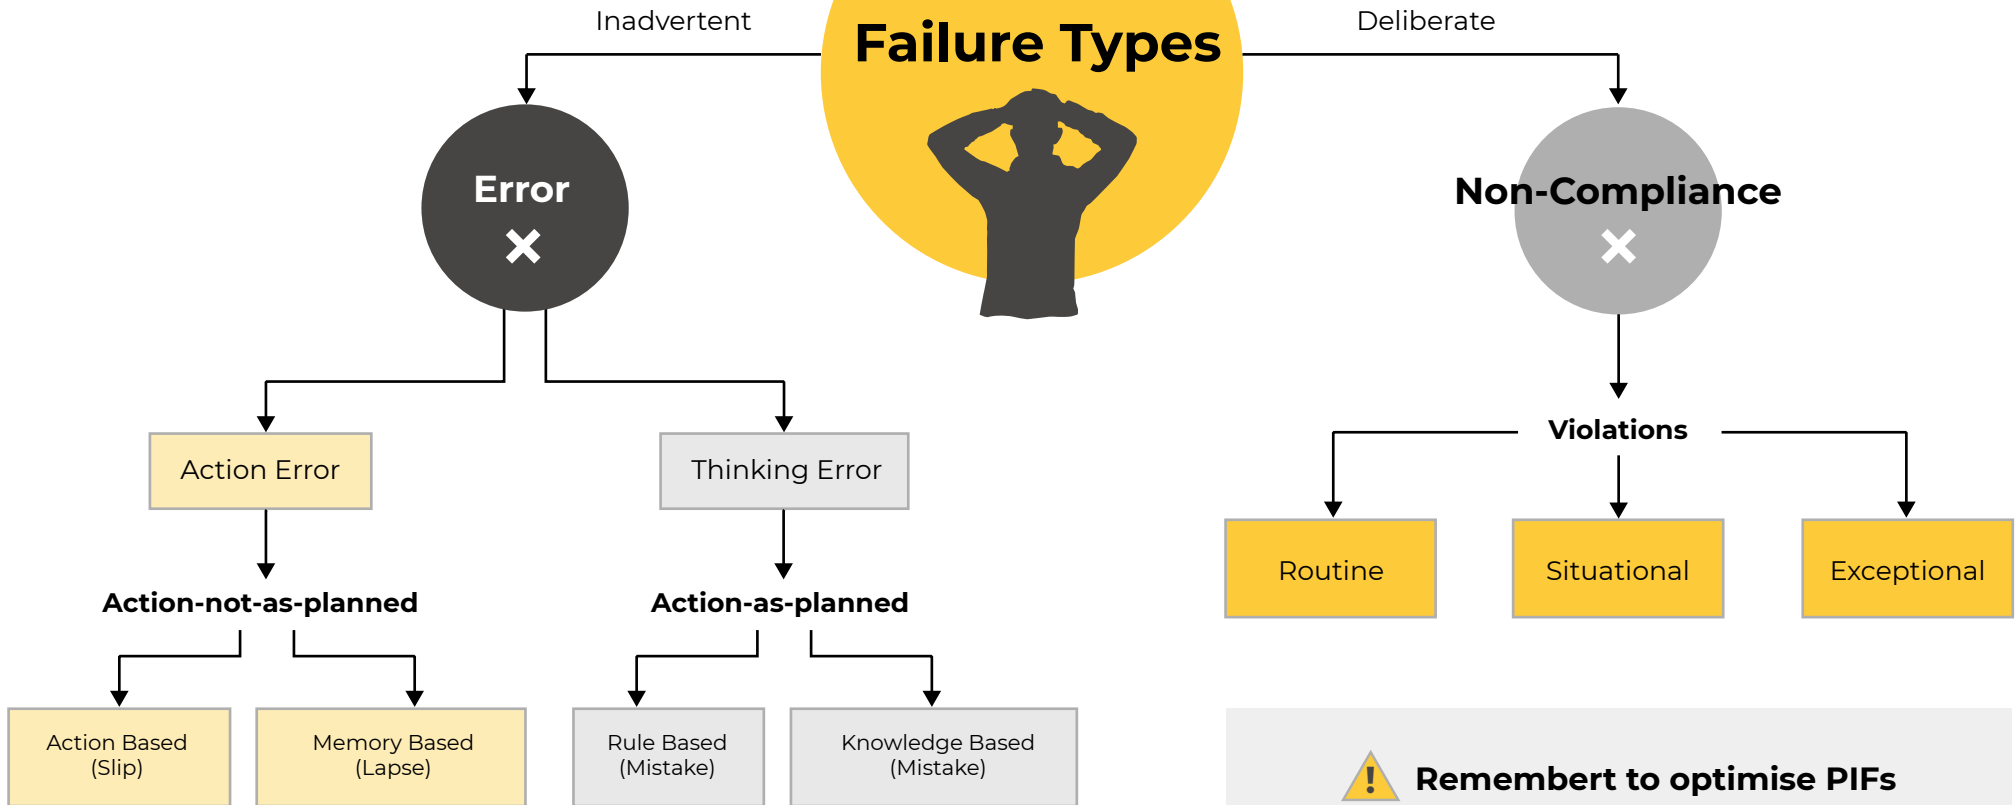 Inadvertent
Failure Types
Deliberate
Error
Non-Compliance
Action Error
Thinking Error
Violations
Action-not-as-planned
Action-as-planned
Routine
Situational
Exceptional
Action Based
(Slip)
Memory Based
(Lapse)
Rule Based
(Mistake)
Knowledge Based
(Mistake)
! Remembert to optimise PIFs